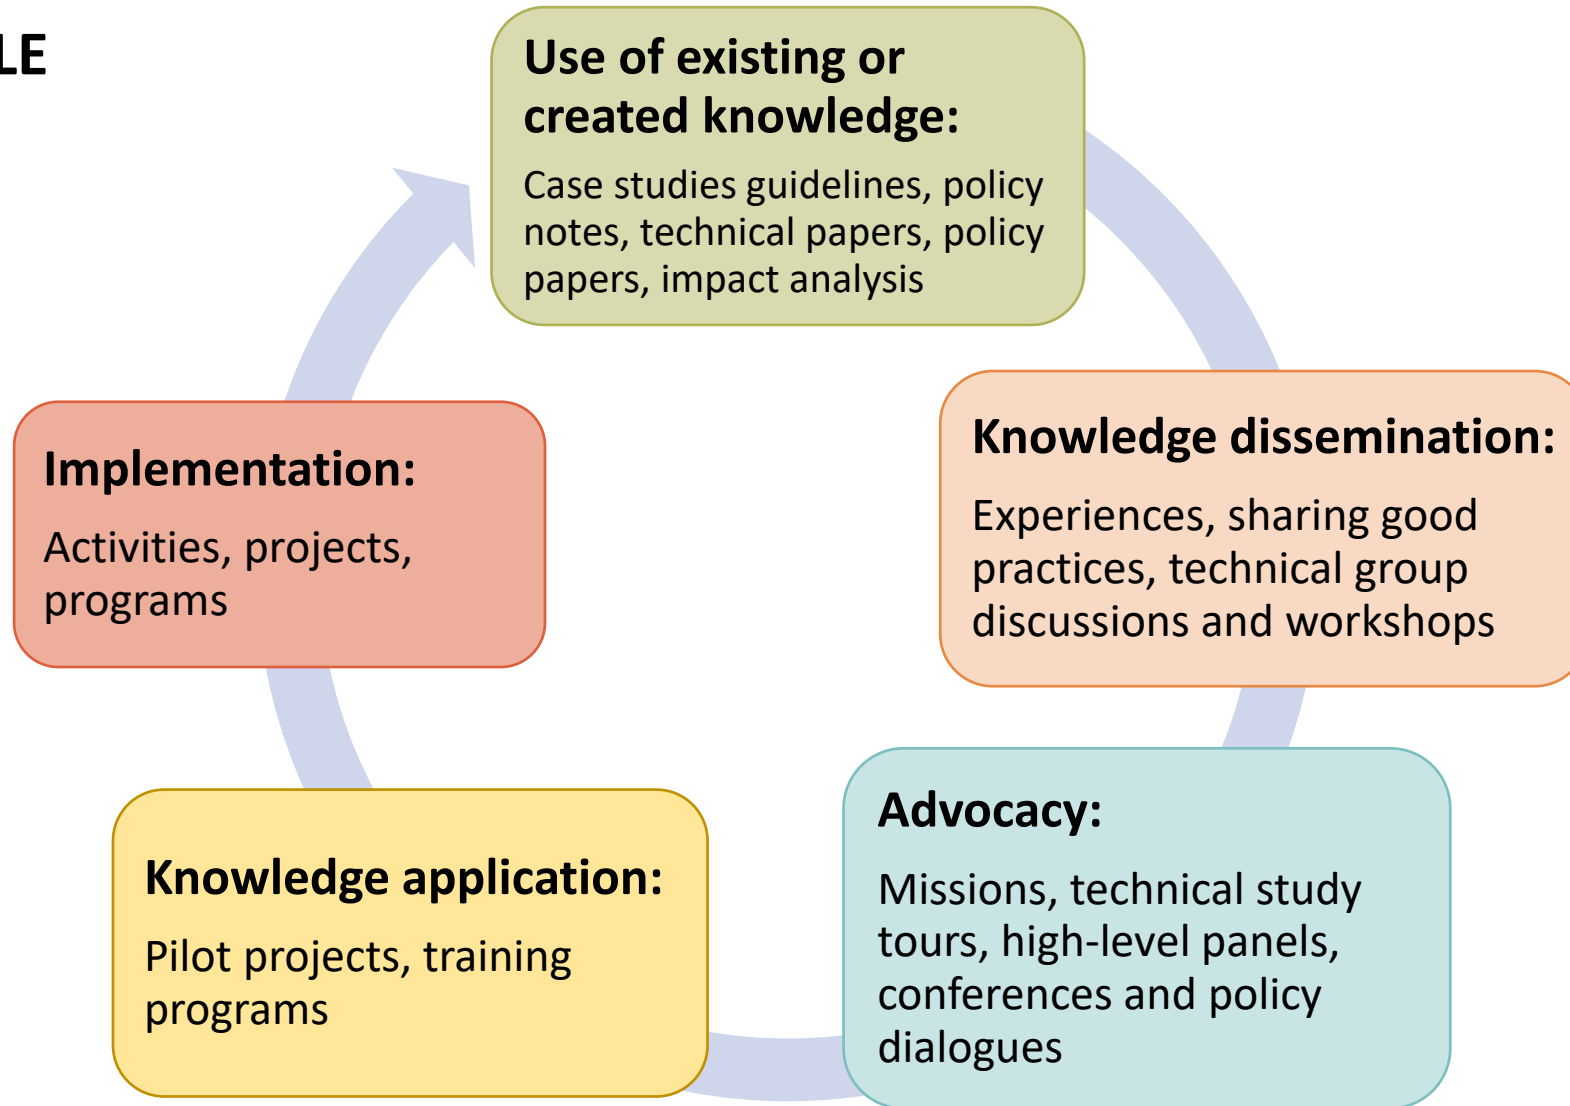 LE
Use of existing or
created knowledge:
Case studies guidelines, policy
notes, technical papers, policy
papers, impact analysis
Knowledge dissemination:
Experiences, sharing good
practices, technical group
discussions and workshops
Advocacy:
Missions, technical study
tours, high-level panels,
conferences and policy
dialogues
Knowledge application:
Pilot projects, training
programs
Implementation:
Activities, projects,
programs